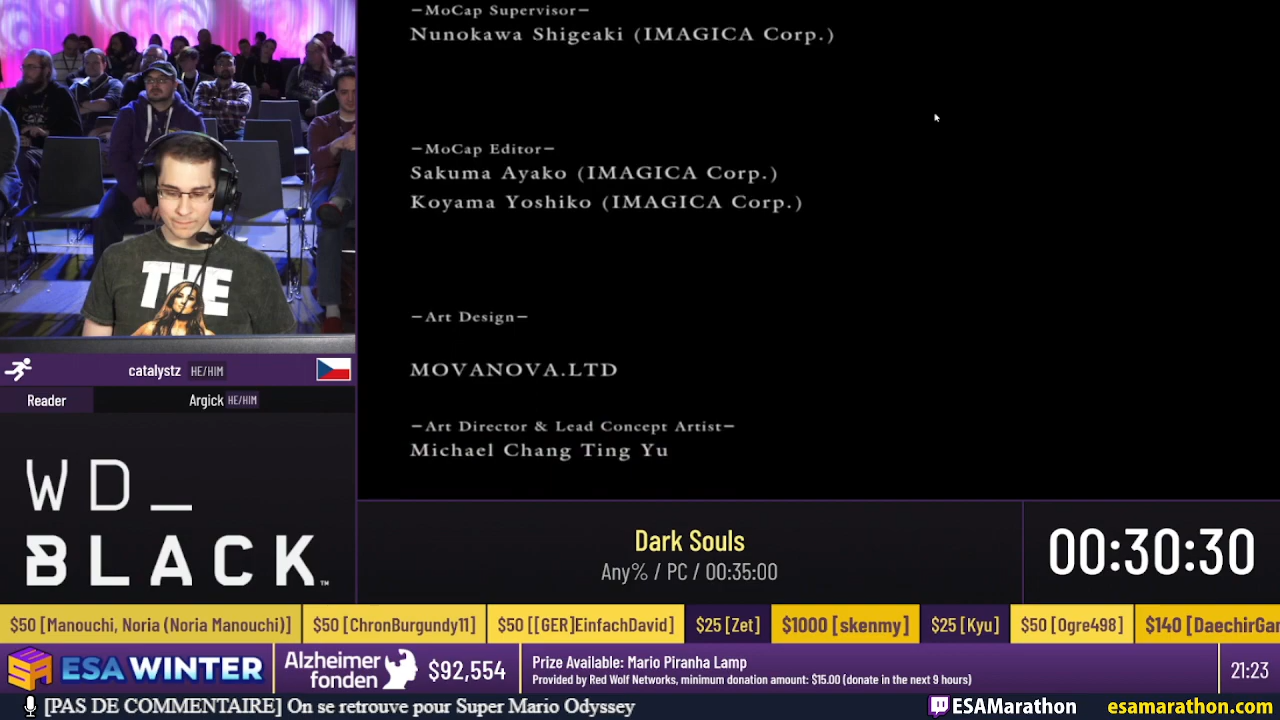 —MoCap Supervisor—
Nunokawa Shigeaki (IMAGICA Corp.)
—MoCap Editor—
Sakuma Ayako (IMAGICA Corp.)
Koyama Yoshiko (IMAGICA Corp.)
—Art Design—
MOVANOVA.LTD
—Art Director & Lead Concept Artist—
Michael Chang Ting Yu
THE
catalystz HE/HIM
Reader Argick HE/HIM
WD_
BLACK™
Dark Souls
Any% / PC / 00:35:00
00:30:30
$50 [Manouchi, Noria (Noria Manouchi)] $50 [ChronBurgundy11] $50 [[GER]EinfachDavid] $25 [Zet] $1000 [skenmy] $25 [Kyu] $50 [Ogre498] $140 [DaechirGar
ESA WINTER
Alzheimer
fonden
$92,554
Prize Available: Mario Piranha Lamp
Provided by Red Wolf Networks, minimum donation amount: $15.00 (donate in the next 9 hours)
21:23
[PAS DE COMMENTAIRE] On se retrouve pour Super Mario Odyssey
ESAMarathon
esamarathon.com